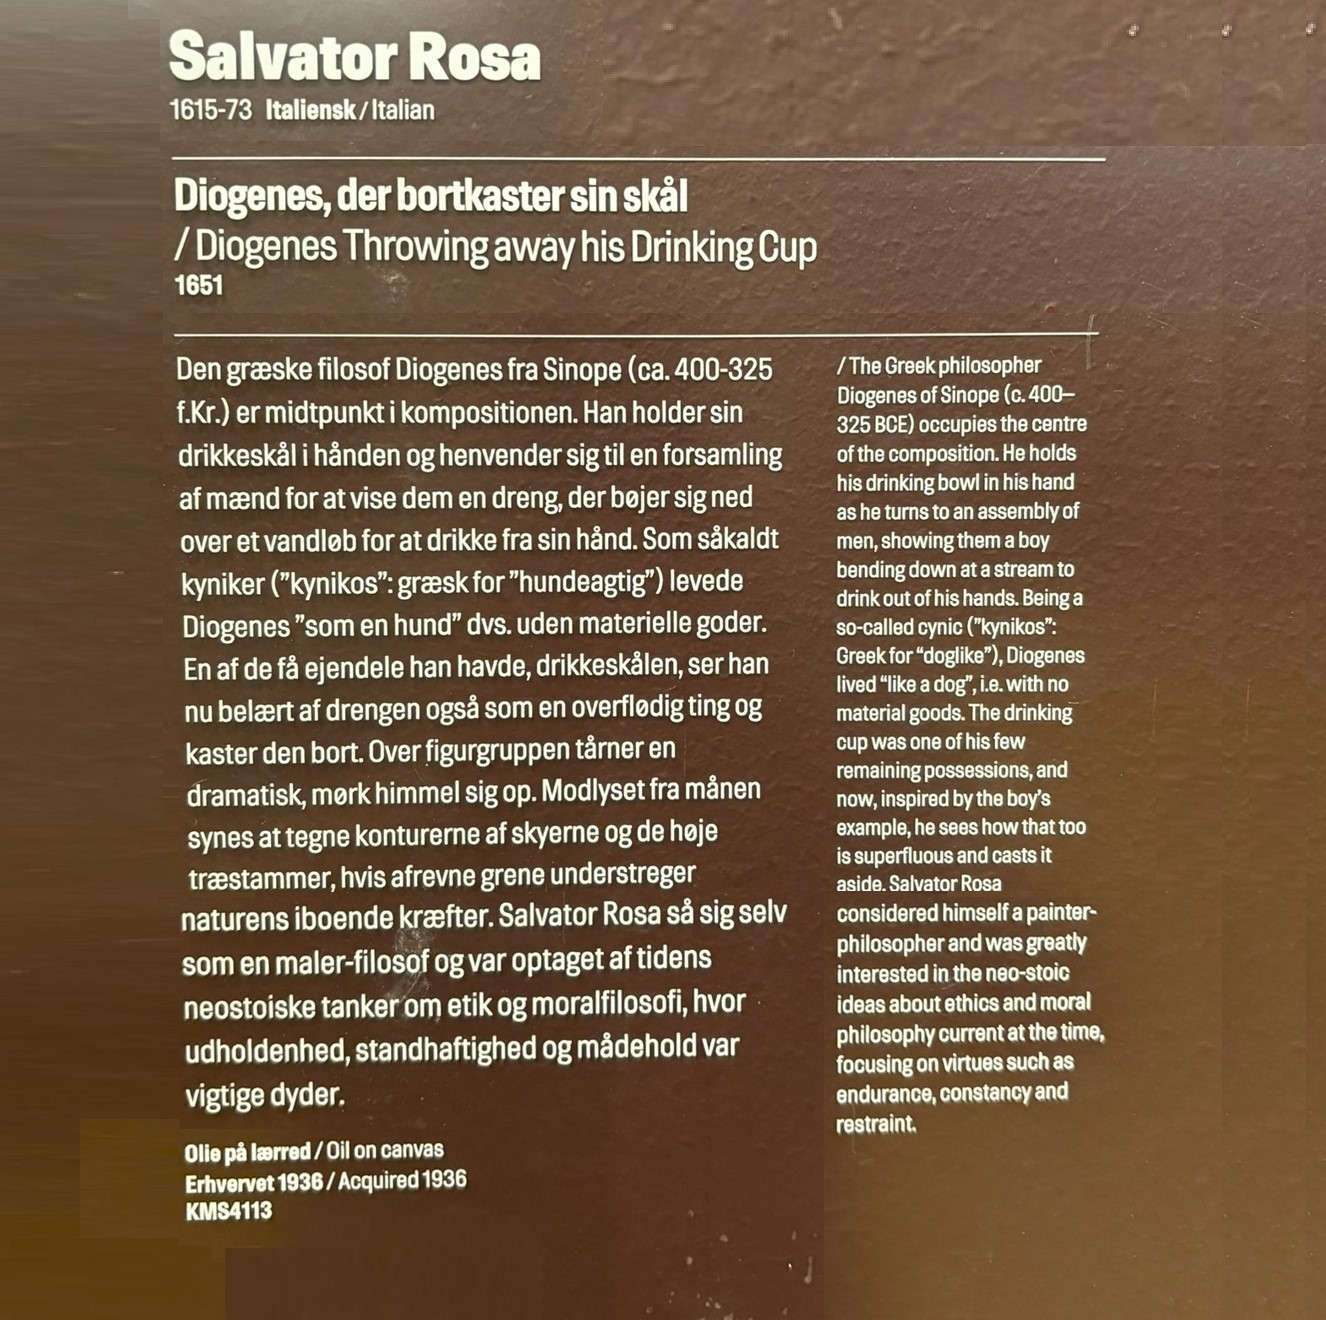 Salvator Rosa
1615-73 Italiensk / Italian
Diogenes, der bortkaster sin skål
/ Diogenes Throwing away his Drinking Cup
1651
Den græske filosof Diogenes fra Sinope (ca. 400-325
f.Kr.) er midtpunkt i kompositionen. Han holder sin
drikkeskål i hånden og henvender sig til en forsamling
af mænd for at vise dem en dreng, der bøjer sig ned
over et vandløb for at drikke fra sin hånd. Som såkaldt
kyniker (”kynikos”: græsk for ”hundeagtig”) levede
Diogenes ”som en hund” dvs. uden materielle goder.
En af de få ejendele han havde, drikkeskålen, ser han
nu belært af drengen også som en overflødig ting og
kaster den bort. Over figurgruppen tårner en
dramatisk, mørk himmel sig op. Modlyset fra månen
synes at tegne konturerne af skyerne og de høje
træstammer, hvis afrevne grene understreger
naturens iboende kræfter. Salvator Rosa så sig selv
som en maler-filosof og var optaget af tidens
neostoiske tanker om etik og moralfilosofi, hvor
udholdenhed, standhaftighed og mådehold var
vigtige dyder.
/ The Greek philosopher
Diogenes of Sinope (c. 400–
325 BCE) occupies the centre
of the composition. He holds
his drinking bowl in his hand
as he turns to an assembly of
men, showing them a boy
bending down at a stream to
drink out of his hands. Being a
so-called cynic (”kynikos”:
Greek for “doglike”), Diogenes
lived “like a dog”, i.e. with no
material goods. The drinking
cup was one of his few
remaining possessions, and
now, inspired by the boy’s
example, he sees how that too
is superfluous and casts it
aside. Salvator Rosa
considered himself a painter-
philosopher and was greatly
interested in the neo-stoic
ideas about ethics and moral
philosophy current at the time,
focusing on virtues such as
endurance, constancy and
restraint.
Olie på lærred / Oil on canvas
Erhvervet 1936 / Acquired 1936
KMS4113